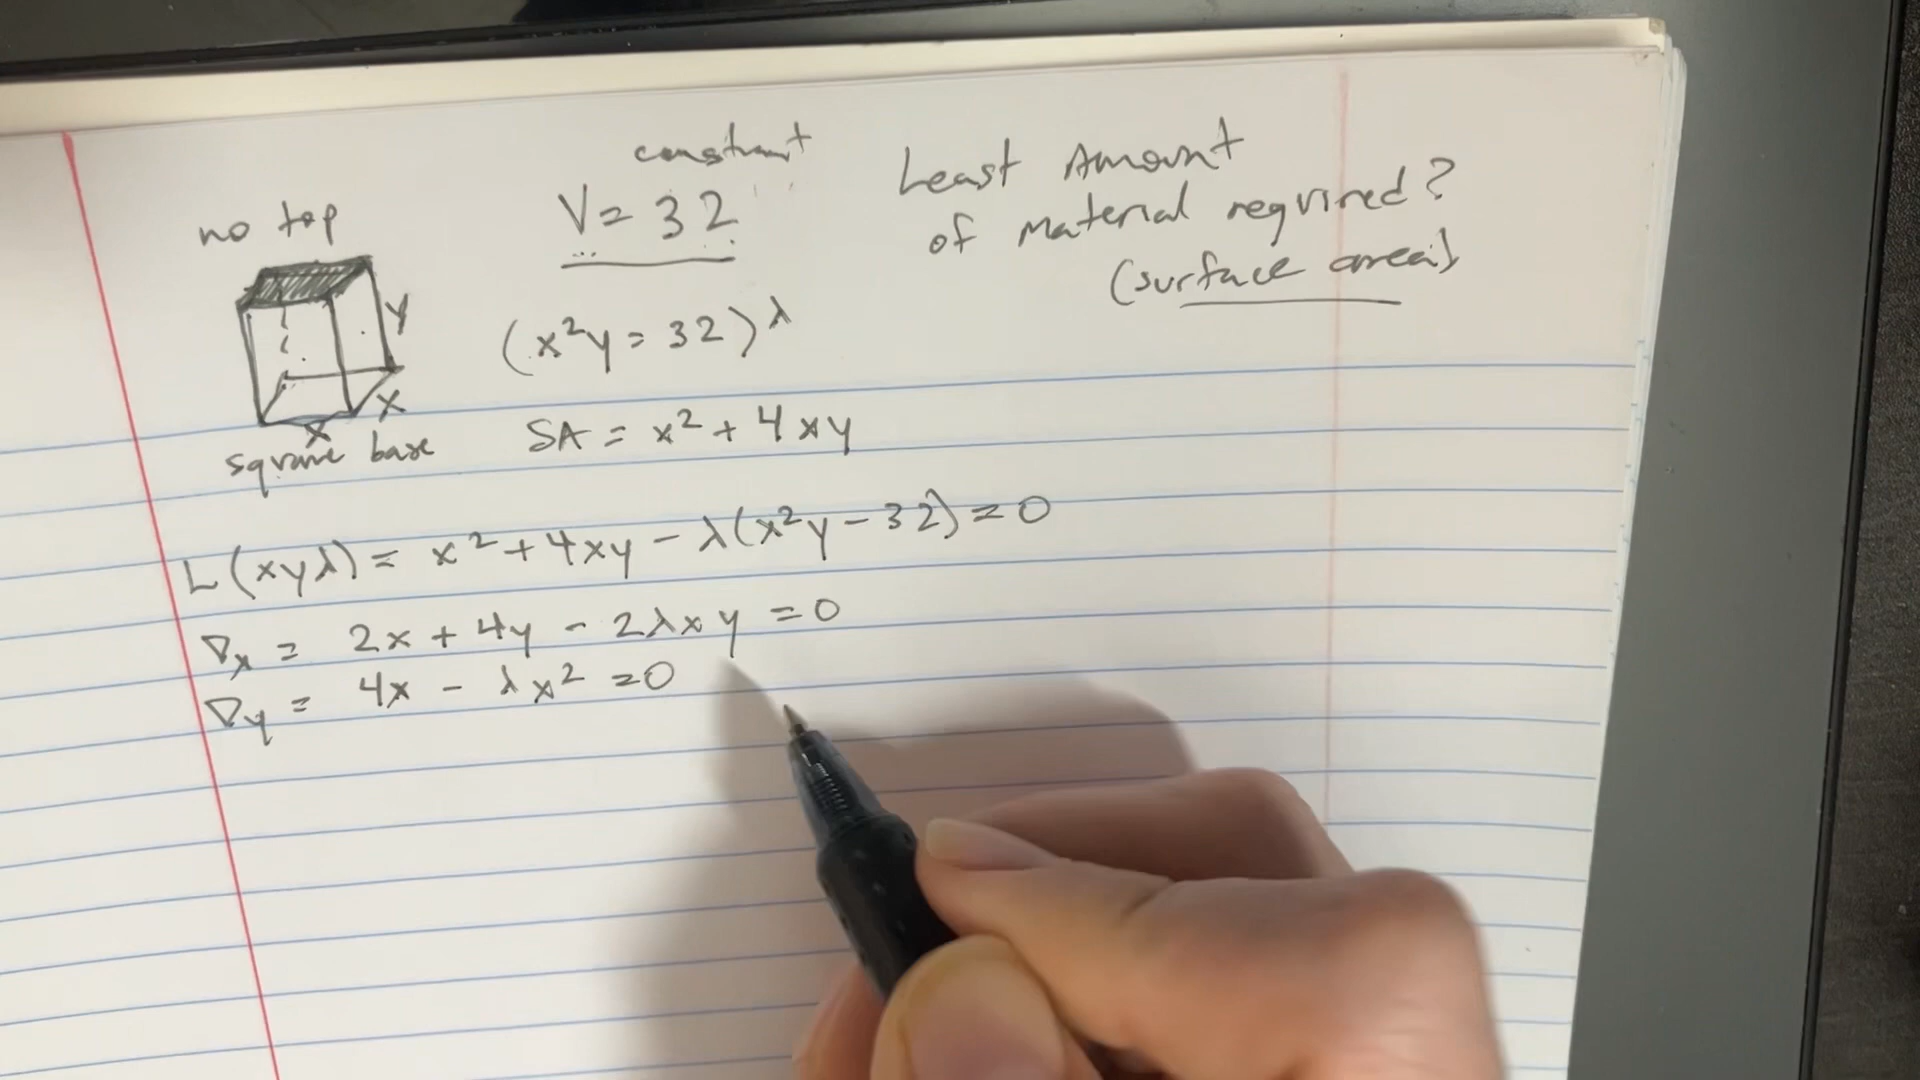 constraint
V = 32
Least Amount
of material required?
(surface area)
no top
y
x
x
square base
(x²y = 32)λ
SA = x² + 4xy
L(xyλ) = x² + 4xy - λ(x²y - 32) = 0
∇x = 2x + 4y - 2λxy = 0
∇y = 4x - λx² = 0